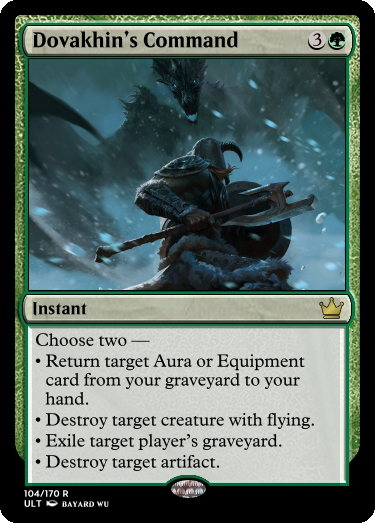 Dovakhin's Command 3
Instant
Choose two —
• Return target Aura or Equipment
card from your graveyard to your
hand.
• Destroy target creature with flying.
• Exile target player's graveyard.
• Destroy target artifact.
104/170 R
ULT BAYARD WU